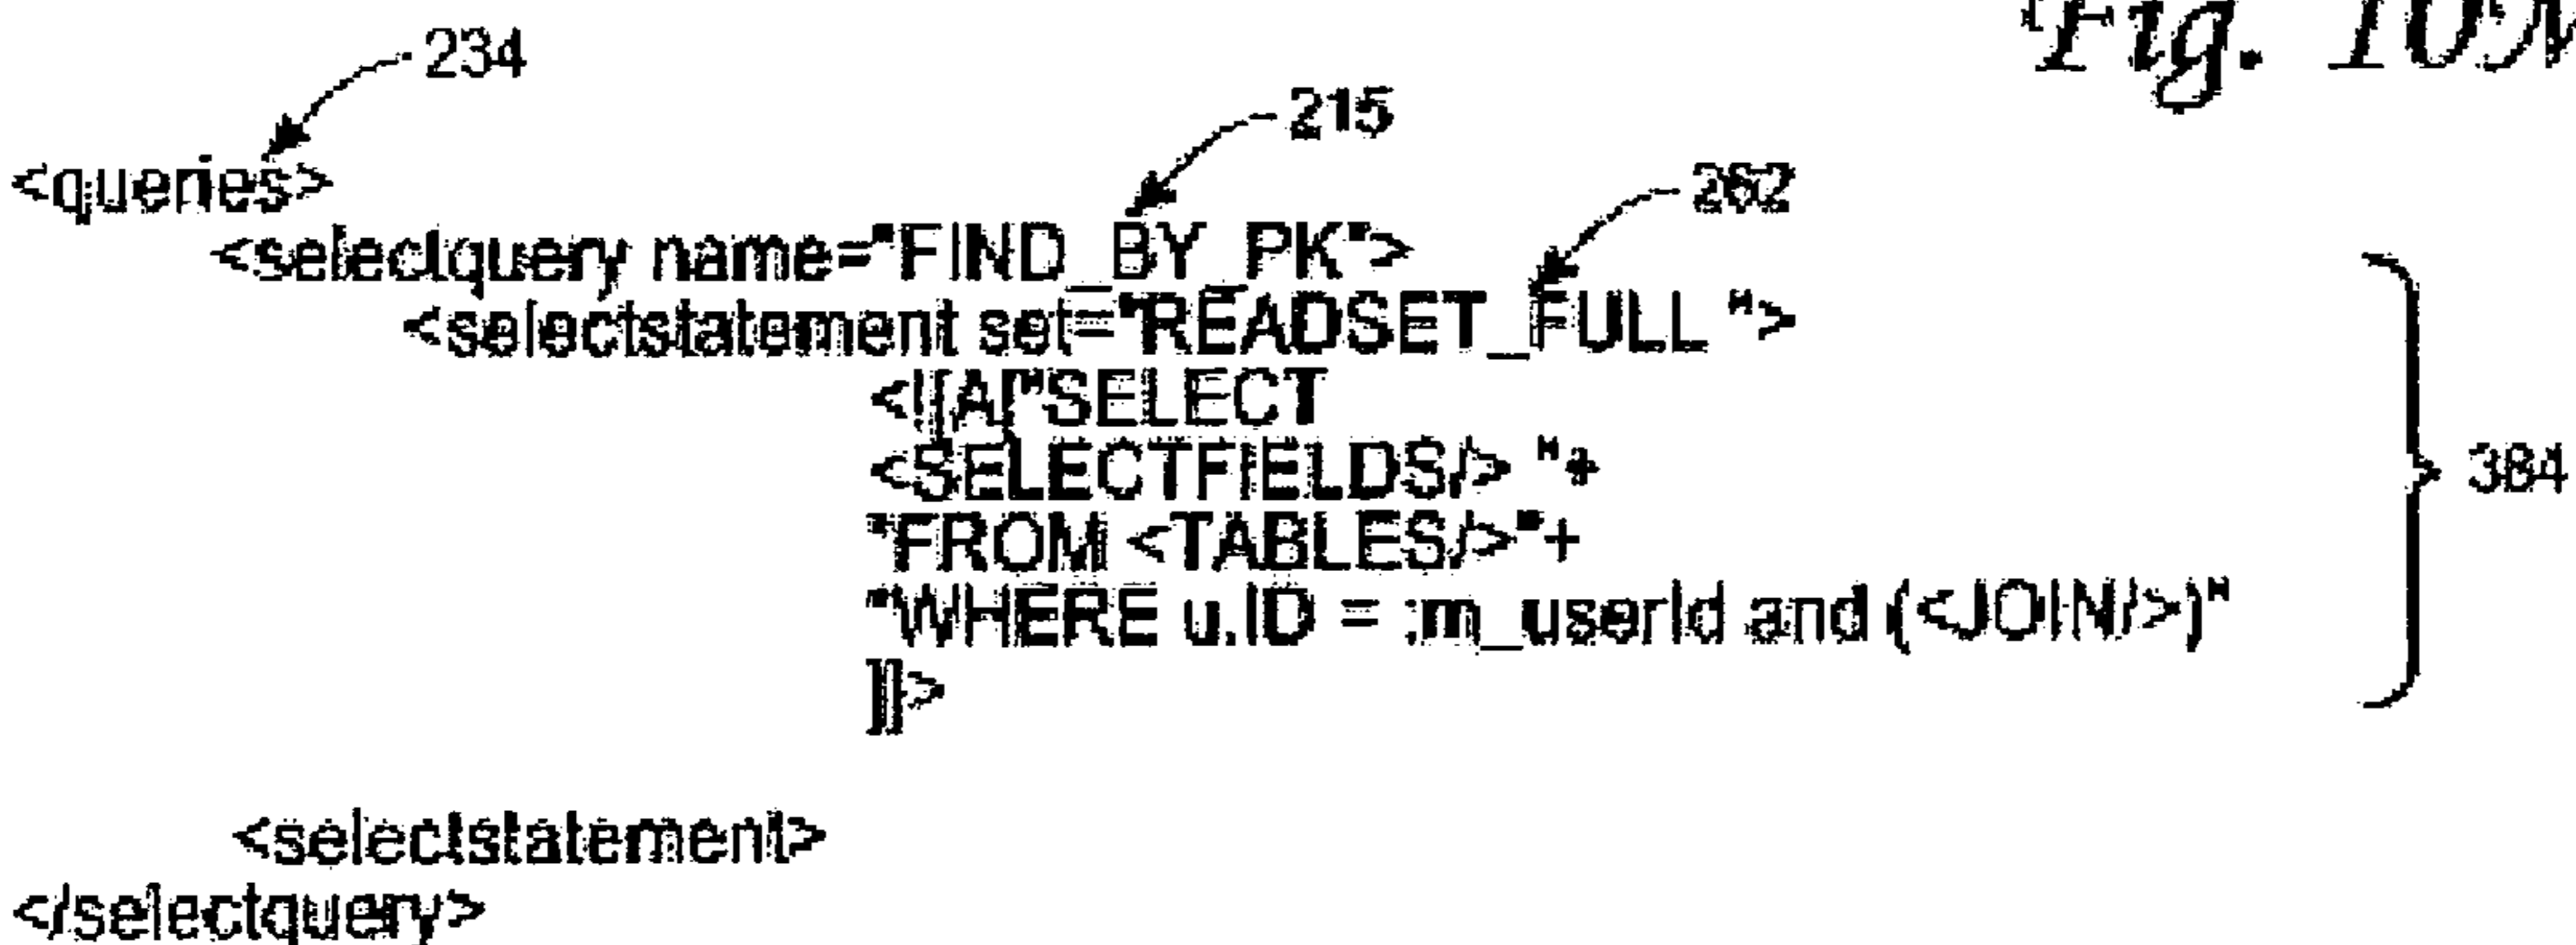 Fig. 10M
234
215
<queries>
262
<selectquery name="FIND_BY_PK">
<selectstatement set="READSET_FULL ">
<![A["SELECT
<SELECTFIELDS/> "+
384
"FROM <TABLES/>"+
"WHERE u.ID = :m_userId and (<JOIN/>)"
]]>
<selectstatement>
</selectquery>